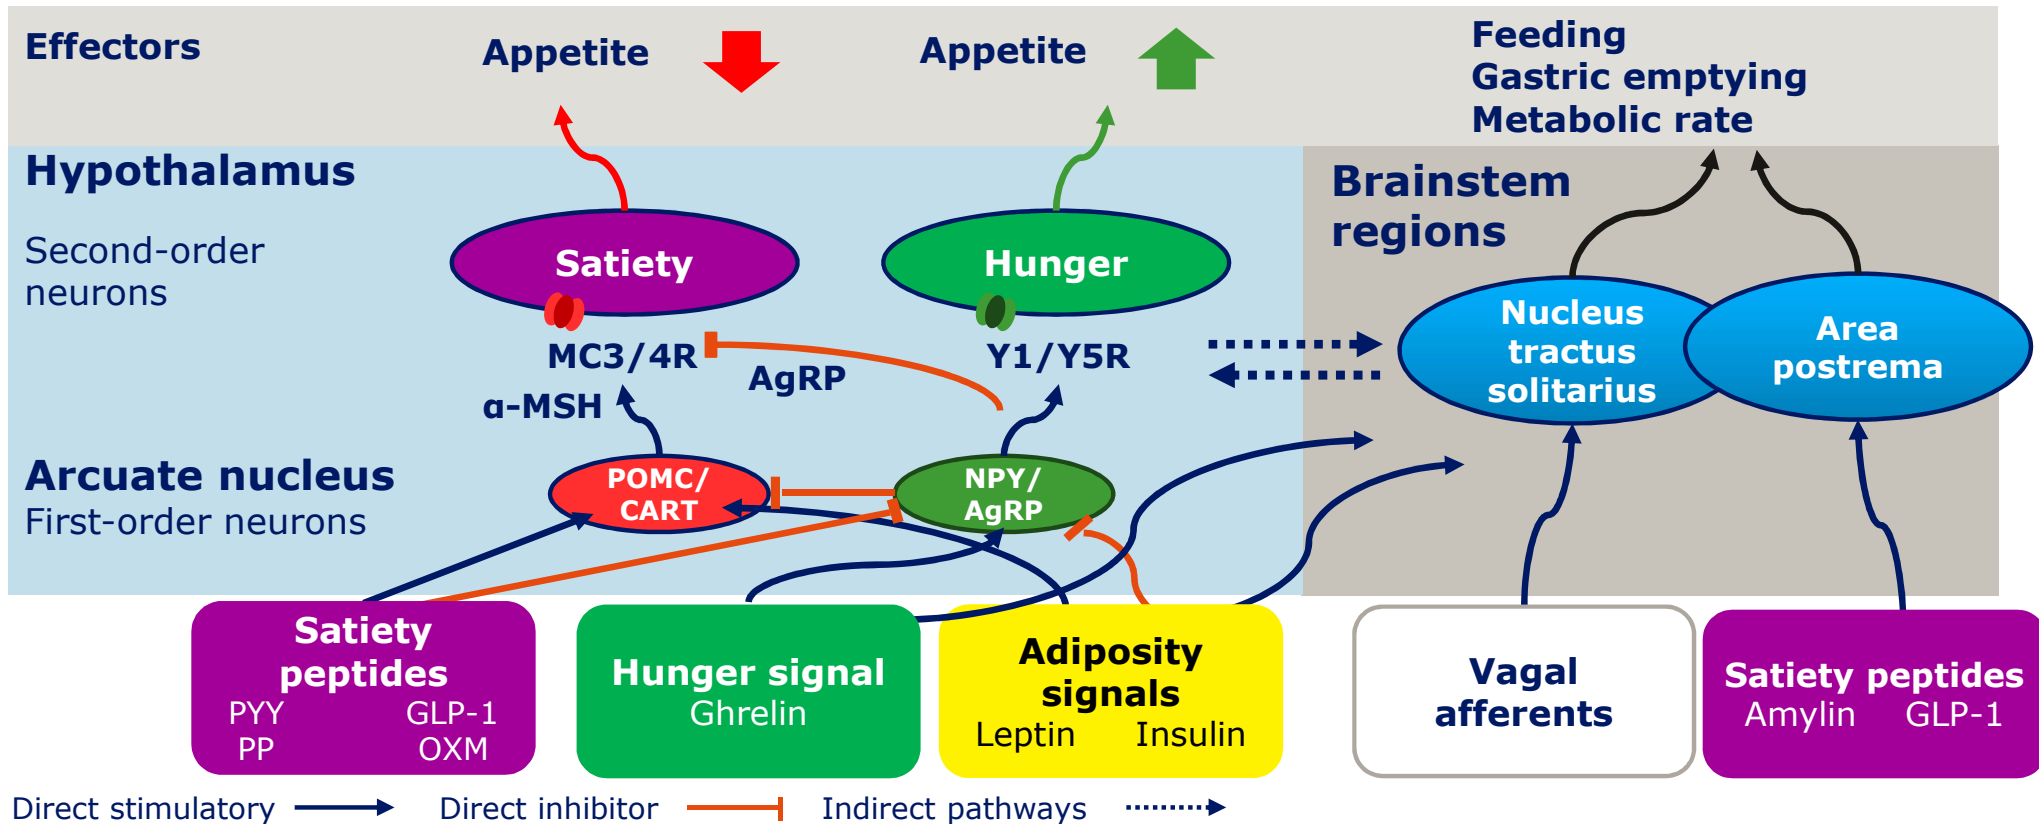 Effectors
Appetite
Appetite
Feeding
Gastric emptying
Metabolic rate
Hypothalamus
Second-order
neurons
Satiety
Hunger
Brainstem
regions
MC3/4R
AgRP
Y1/Y5R
α-MSH
Nucleus
tractus
solitarius
Area
postrema
Arcuate nucleus
First-order neurons
POMC/
CART
NPY/
AgRP
Satiety
peptides
PYY GLP-1
PP OXM
Hunger signal
Ghrelin
Adiposity
signals
Leptin Insulin
Vagal
afferents
Satiety peptides
Amylin GLP-1
Direct stimulatory
Direct inhibitor
Indirect pathways